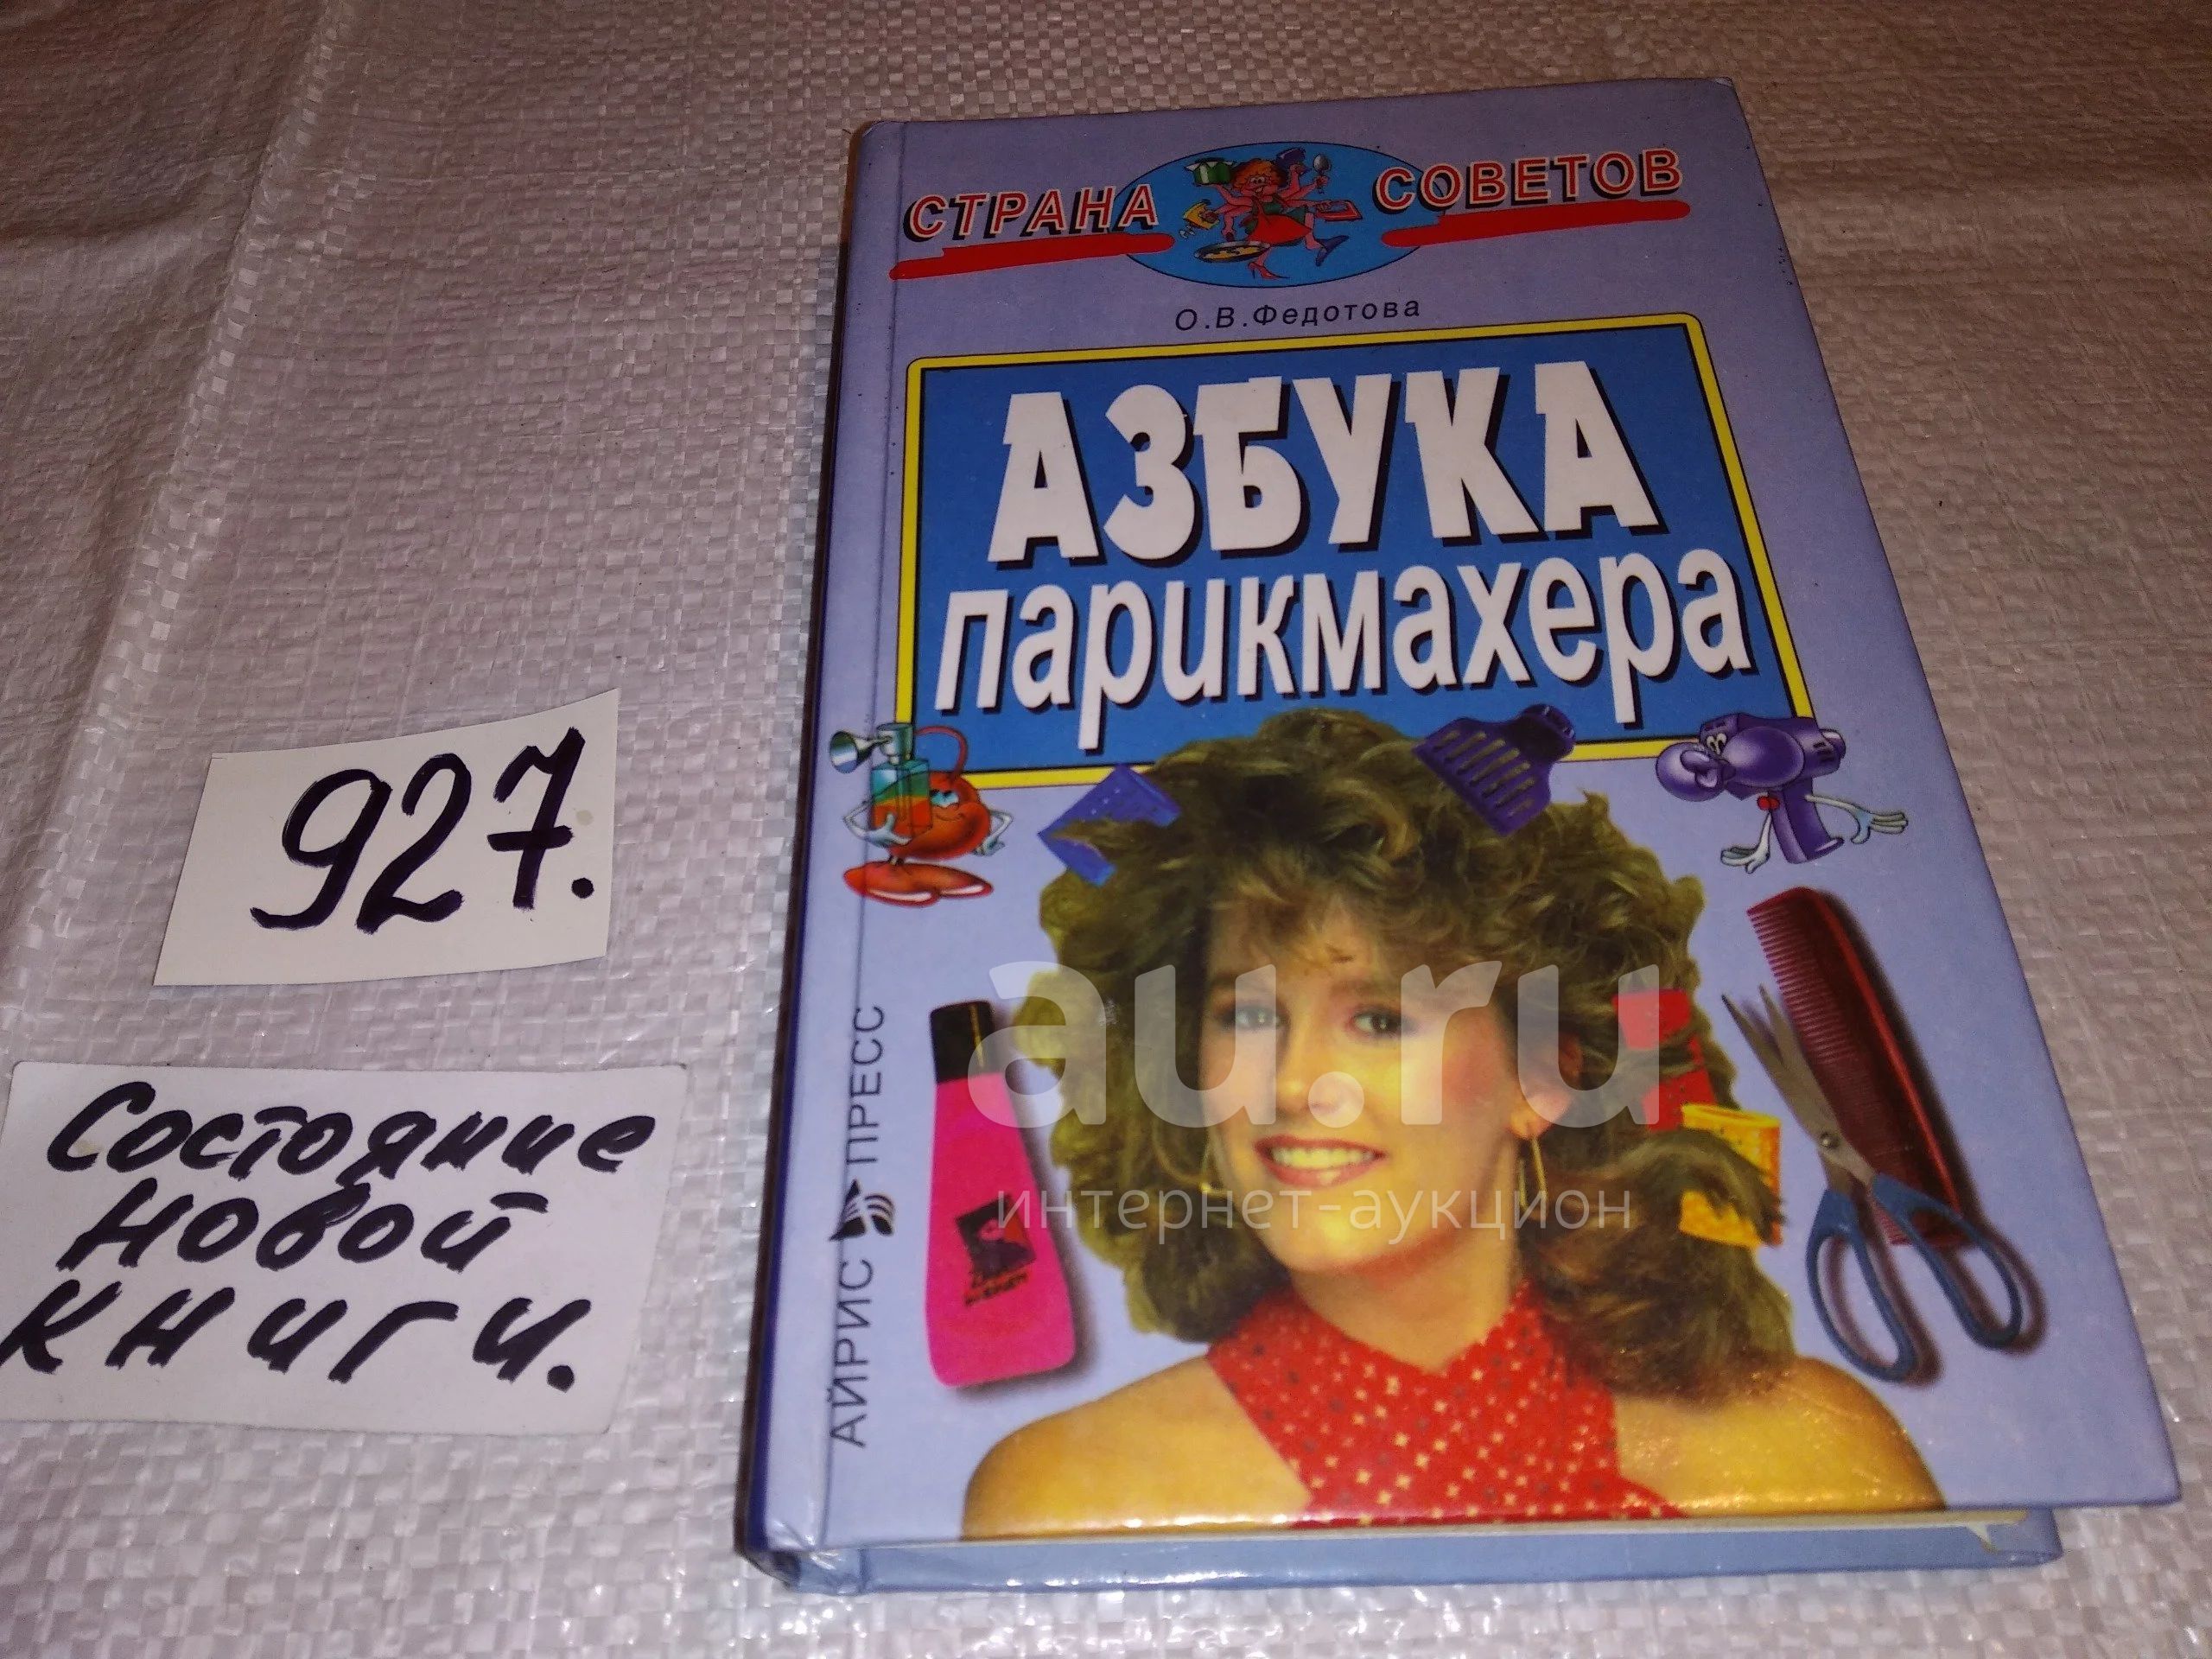 СТРАНА СОВЕТОВ
О.В.Федотова
АЗБУКА
парикмахера
927.
Состояние
новой
книги.
АЙРИС ПРЕСС
au.ru
интернет-аукцион